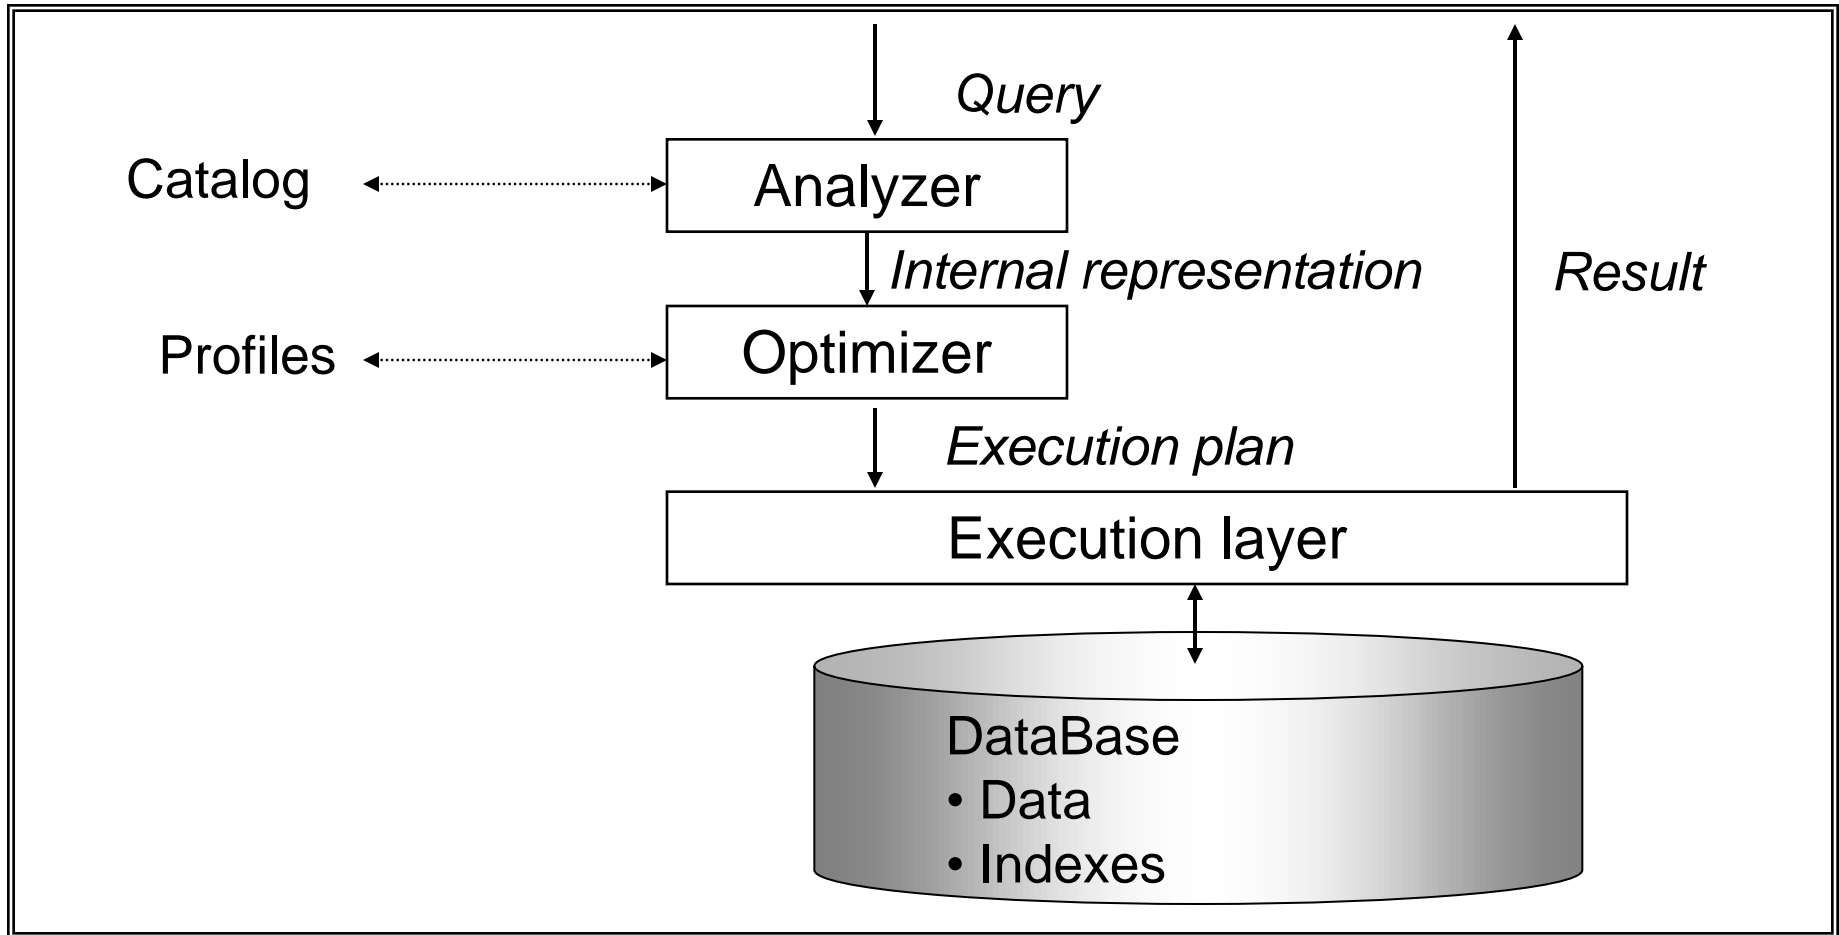 Query
Catalog
Analyzer
Internal representation
Result
Profiles
Optimizer
Execution plan
Execution layer
DataBase
• Data
• Indexes